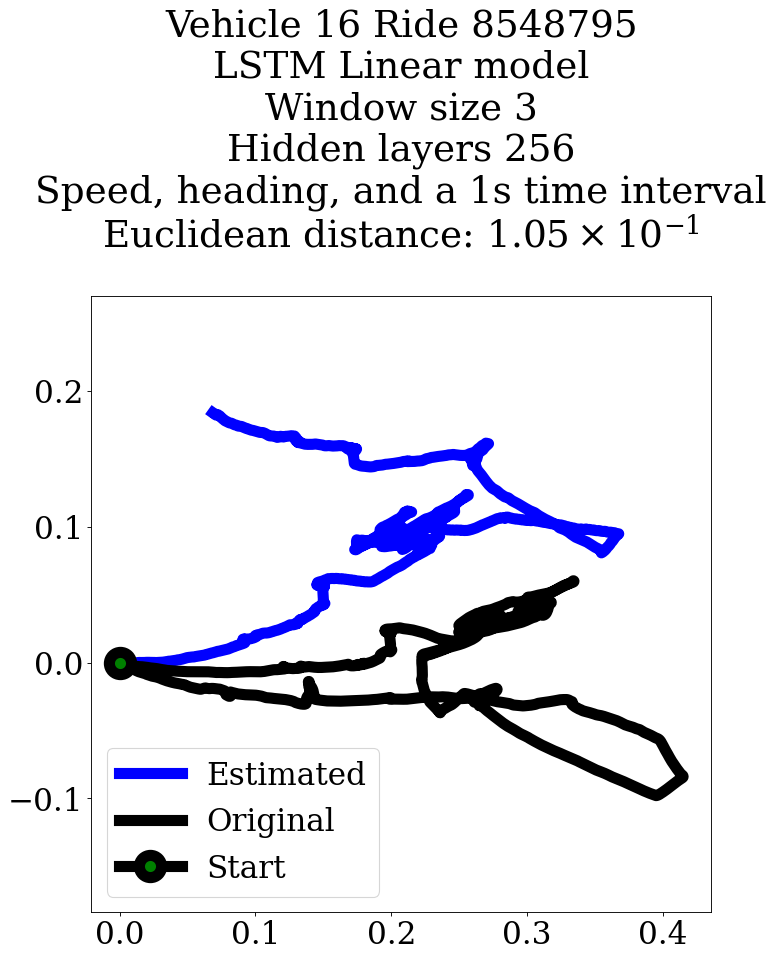 Vehicle 16 Ride 8548795
LSTM Linear model
Window size 3
Hidden layers 256
Speed, heading, and a 1s time interval
Euclidean distance: 1.05 × 10⁻¹
0.2
0.1
0.0
−0.1
Estimated
Original
Start
0.0 0.1 0.2 0.3 0.4